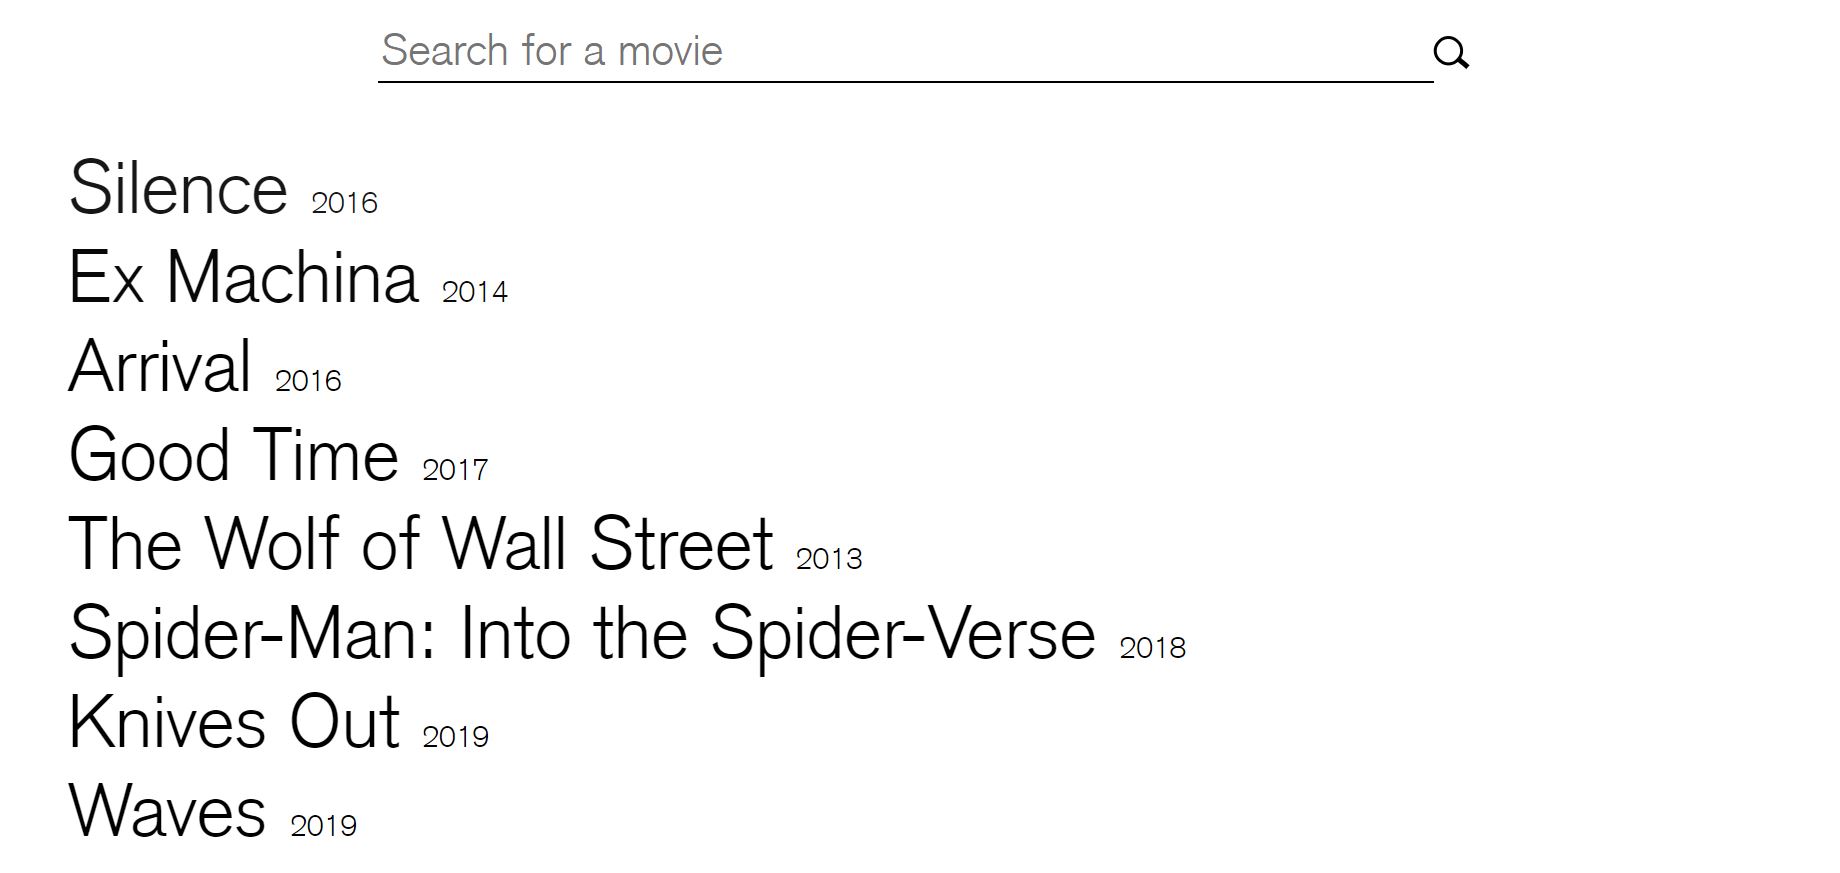 Search for a movie
Silence 2016
Ex Machina 2014
Arrival 2016
Good Time 2017
The Wolf of Wall Street 2013
Spider-Man: Into the Spider-Verse 2018
Knives Out 2019
Waves 2019